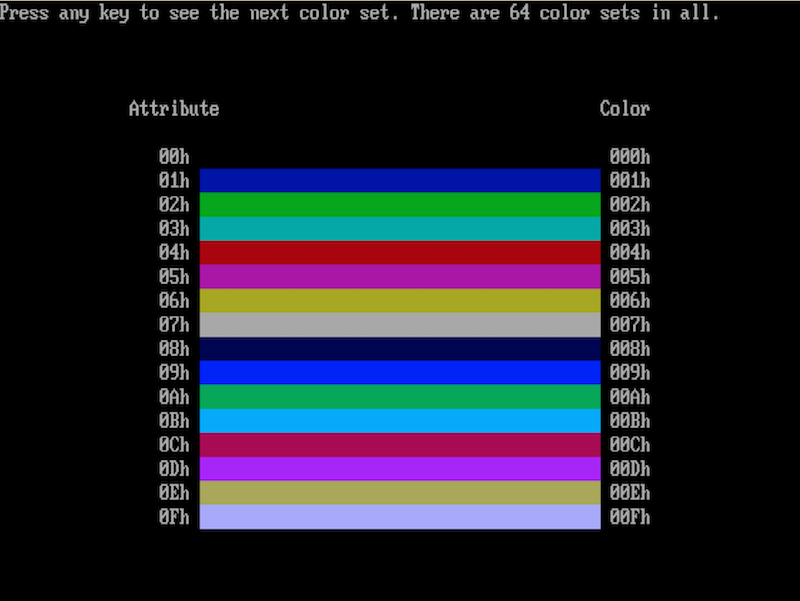 Press any key to see the next color set. There are 64 color sets in all.
Attribute Color
00h 000h
01h 001h
02h 002h
03h 003h
04h 004h
05h 005h
06h 006h
07h 007h
08h 008h
09h 009h
0Ah 00Ah
0Bh 00Bh
0Ch 00Ch
0Dh 00Dh
0Eh 00Eh
0Fh 00Fh